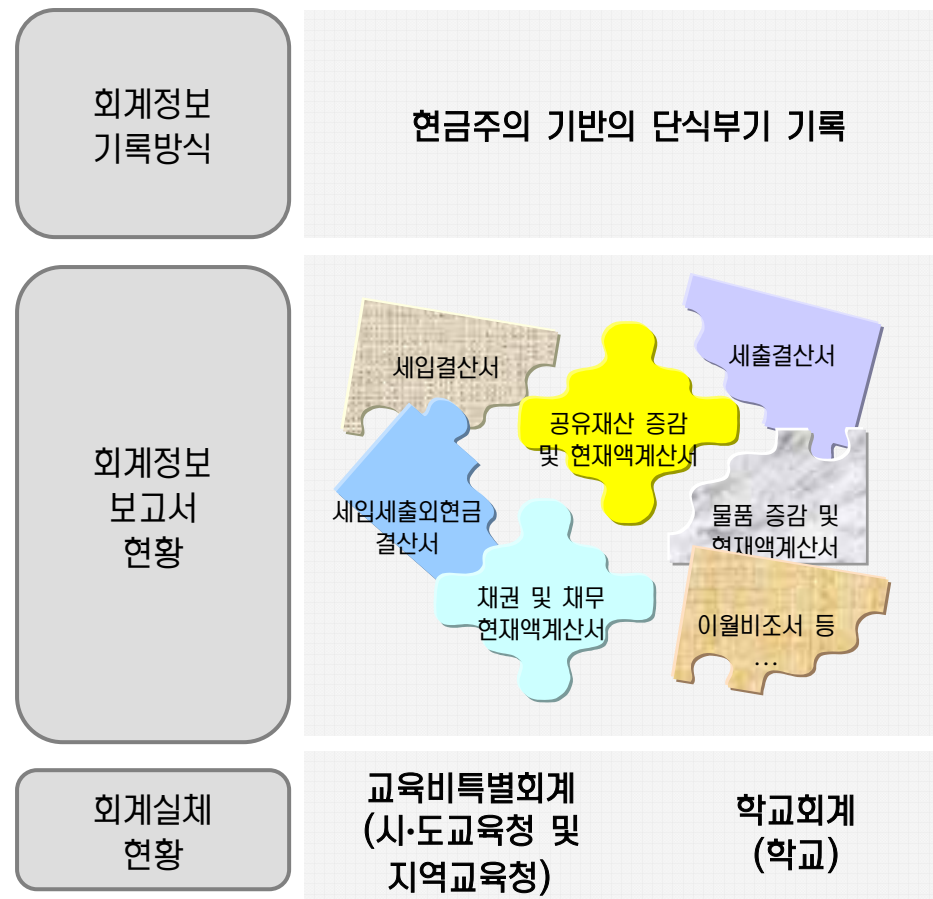 회계정보
기록방식
현금주의 기반의 단식부기 기록
회계정보
보고서
현황
세입결산서
세출결산서
공유재산 증감
및 현재액계산서
세입세출외현금
결산서
물품 증감 및
현재액계산서
채권 및 채무
현재액계산서
이월비조서 등
...
회계실체
현황
교육비특별회계
(시·도교육청 및
지역교육청)
학교회계
(학교)